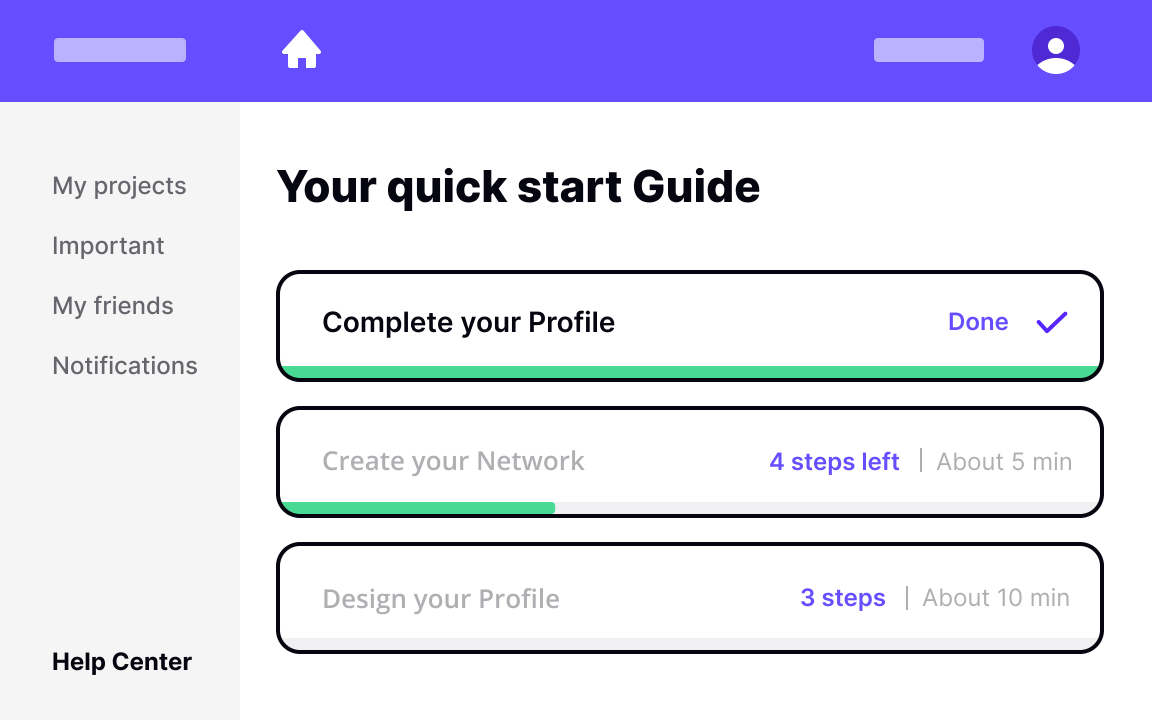 My projects
Important
My friends
Notifications
Help Center
Your quick start Guide
Complete your Profile
Done
Create your Network
4 steps left | About 5 min
Design your Profile
3 steps | About 10 min